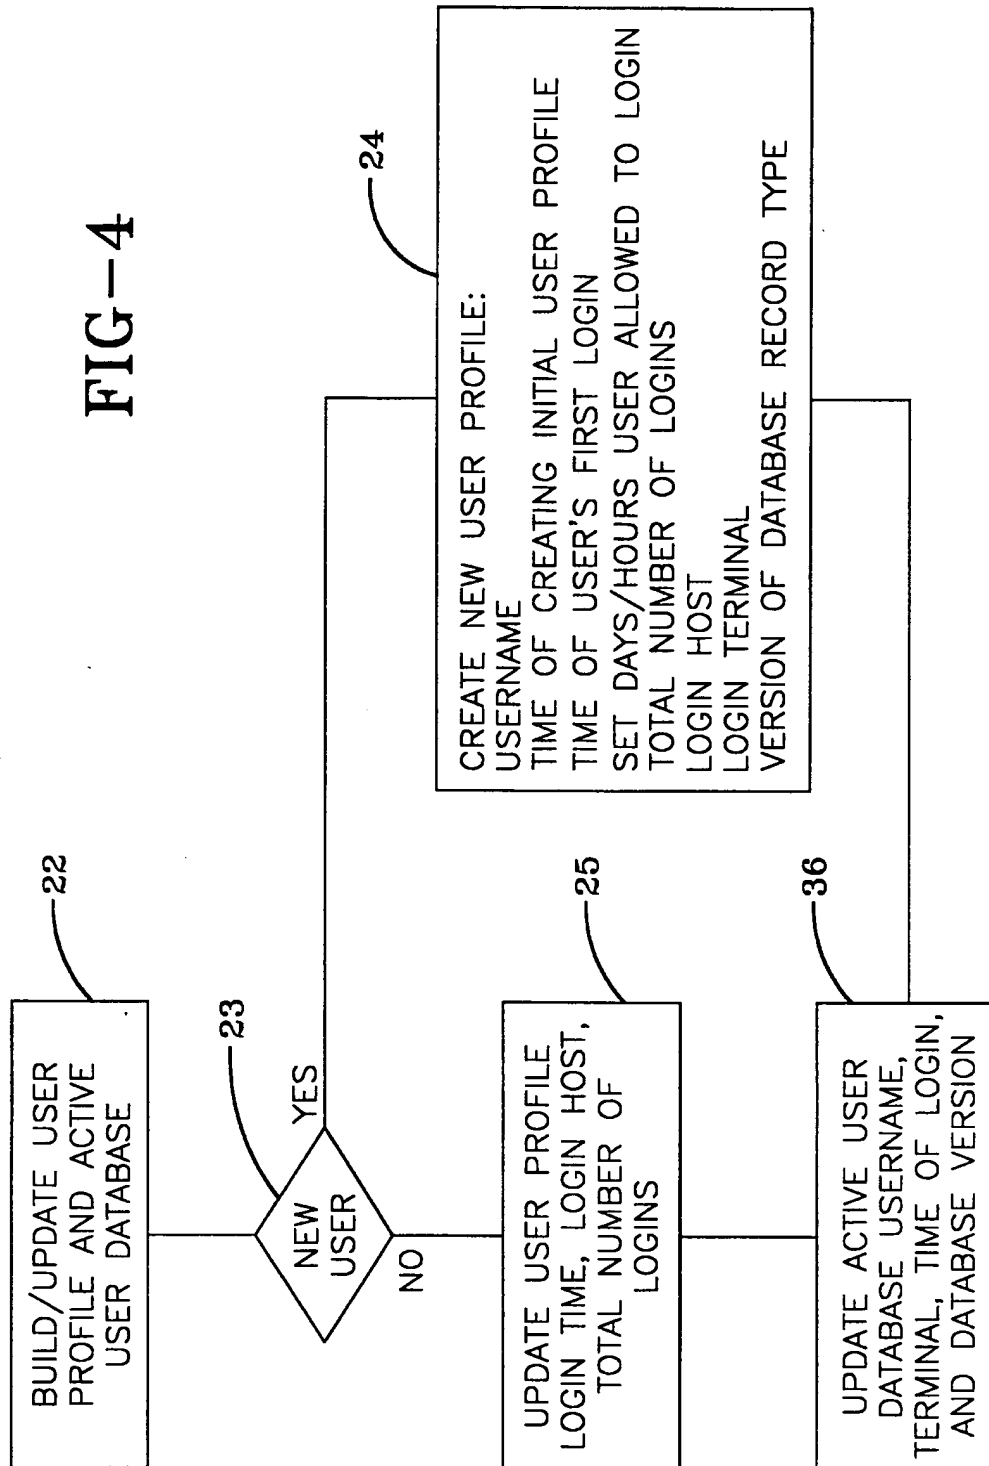 FIG-4
22
BUILD/UPDATE USER
PROFILE AND ACTIVE
USER DATABASE
23
NEW
USER
YES
NO
24
CREATE NEW USER PROFILE:
USERNAME
TIME OF CREATING INITIAL USER PROFILE
TIME OF USER'S FIRST LOGIN
SET DAYS/HOURS USER ALLOWED TO LOGIN
TOTAL NUMBER OF LOGINS
LOGIN HOST
LOGIN TERMINAL
VERSION OF DATABASE RECORD TYPE
25
UPDATE USER PROFILE
LOGIN TIME, LOGIN HOST,
TOTAL NUMBER OF
LOGINS
36
UPDATE ACTIVE USER
DATABASE USERNAME,
TERMINAL, TIME OF LOGIN,
AND DATABASE VERSION